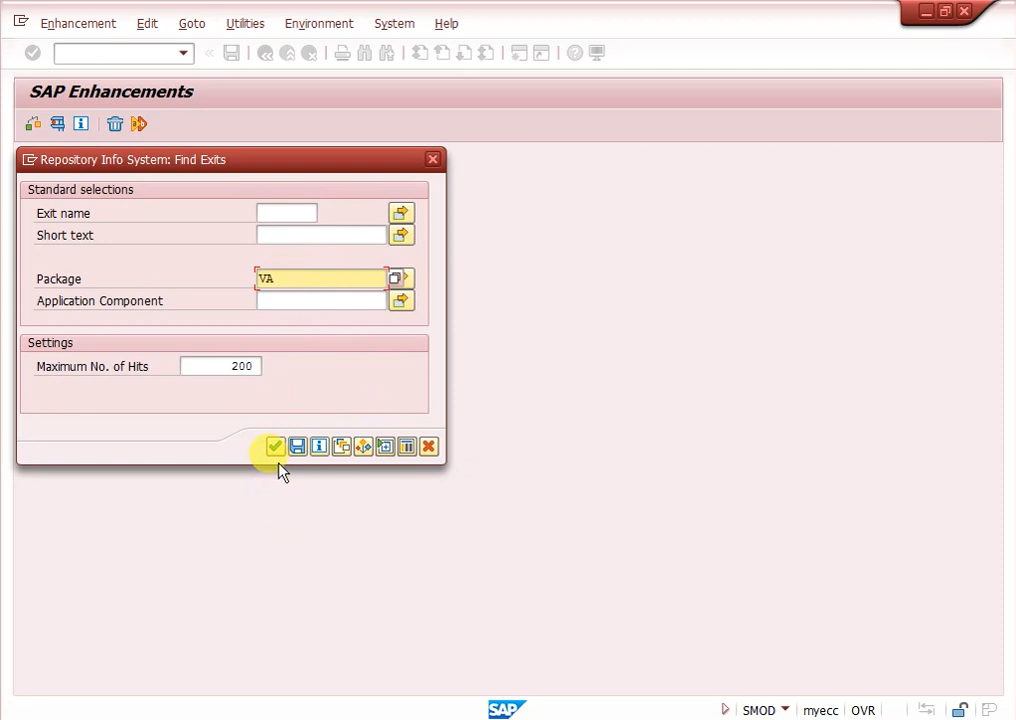 Enhancement Edit Goto Utilities Environment System Help
SAP Enhancements
Repository Info System: Find Exits
Standard selections
Exit name
Short text
Package VA
Application Component
Settings
Maximum No. of Hits 200
SAP SMOD myecc OVR